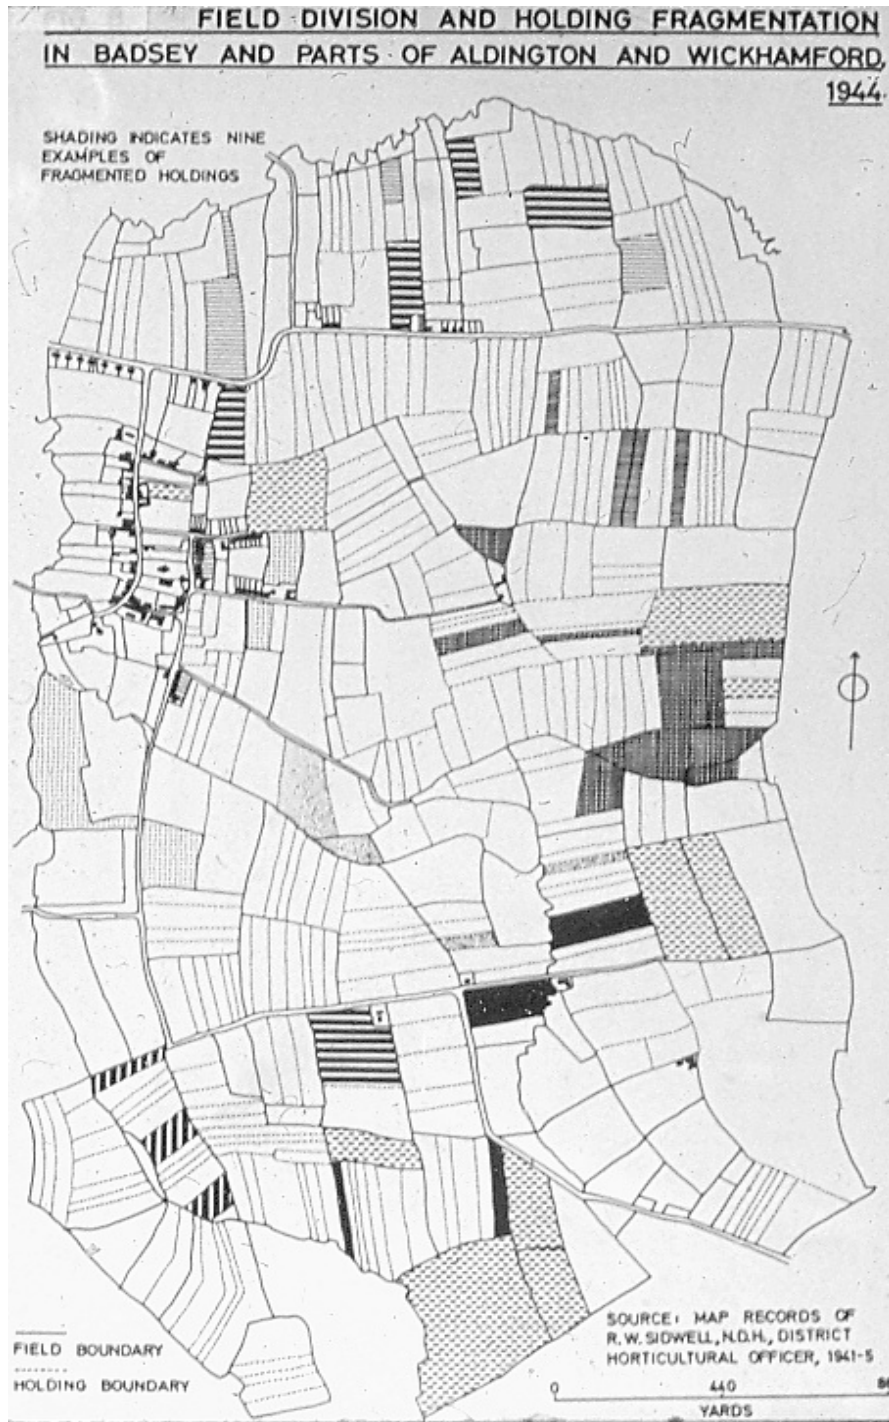 FIELD DIVISION AND HOLDING FRAGMENTATION
IN BADSEY AND PARTS OF ALDINGTON AND WICKHAMFORD,
1944.
SHADING INDICATES NINE
EXAMPLES OF
FRAGMENTED HOLDINGS
FIELD BOUNDARY
HOLDING BOUNDARY
SOURCE: MAP RECORDS OF
R.W. SIDWELL, N.D.H., DISTRICT
HORTICULTURAL OFFICER, 1941-5
0 440
YARDS